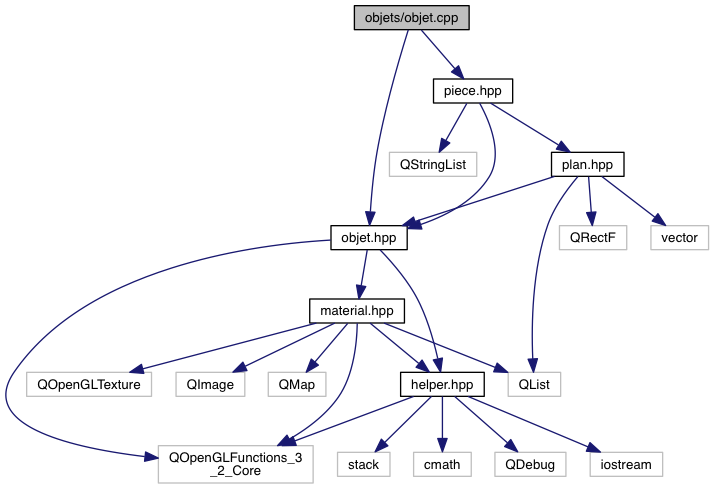 objets/objet.cpp
piece.hpp
QStringList
plan.hpp
objet.hpp
QRectF
vector
material.hpp
QOpenGLTexture
QImage
QMap
helper.hpp
QList
QOpenGLFunctions_3
_2_Core
stack
cmath
QDebug
iostream